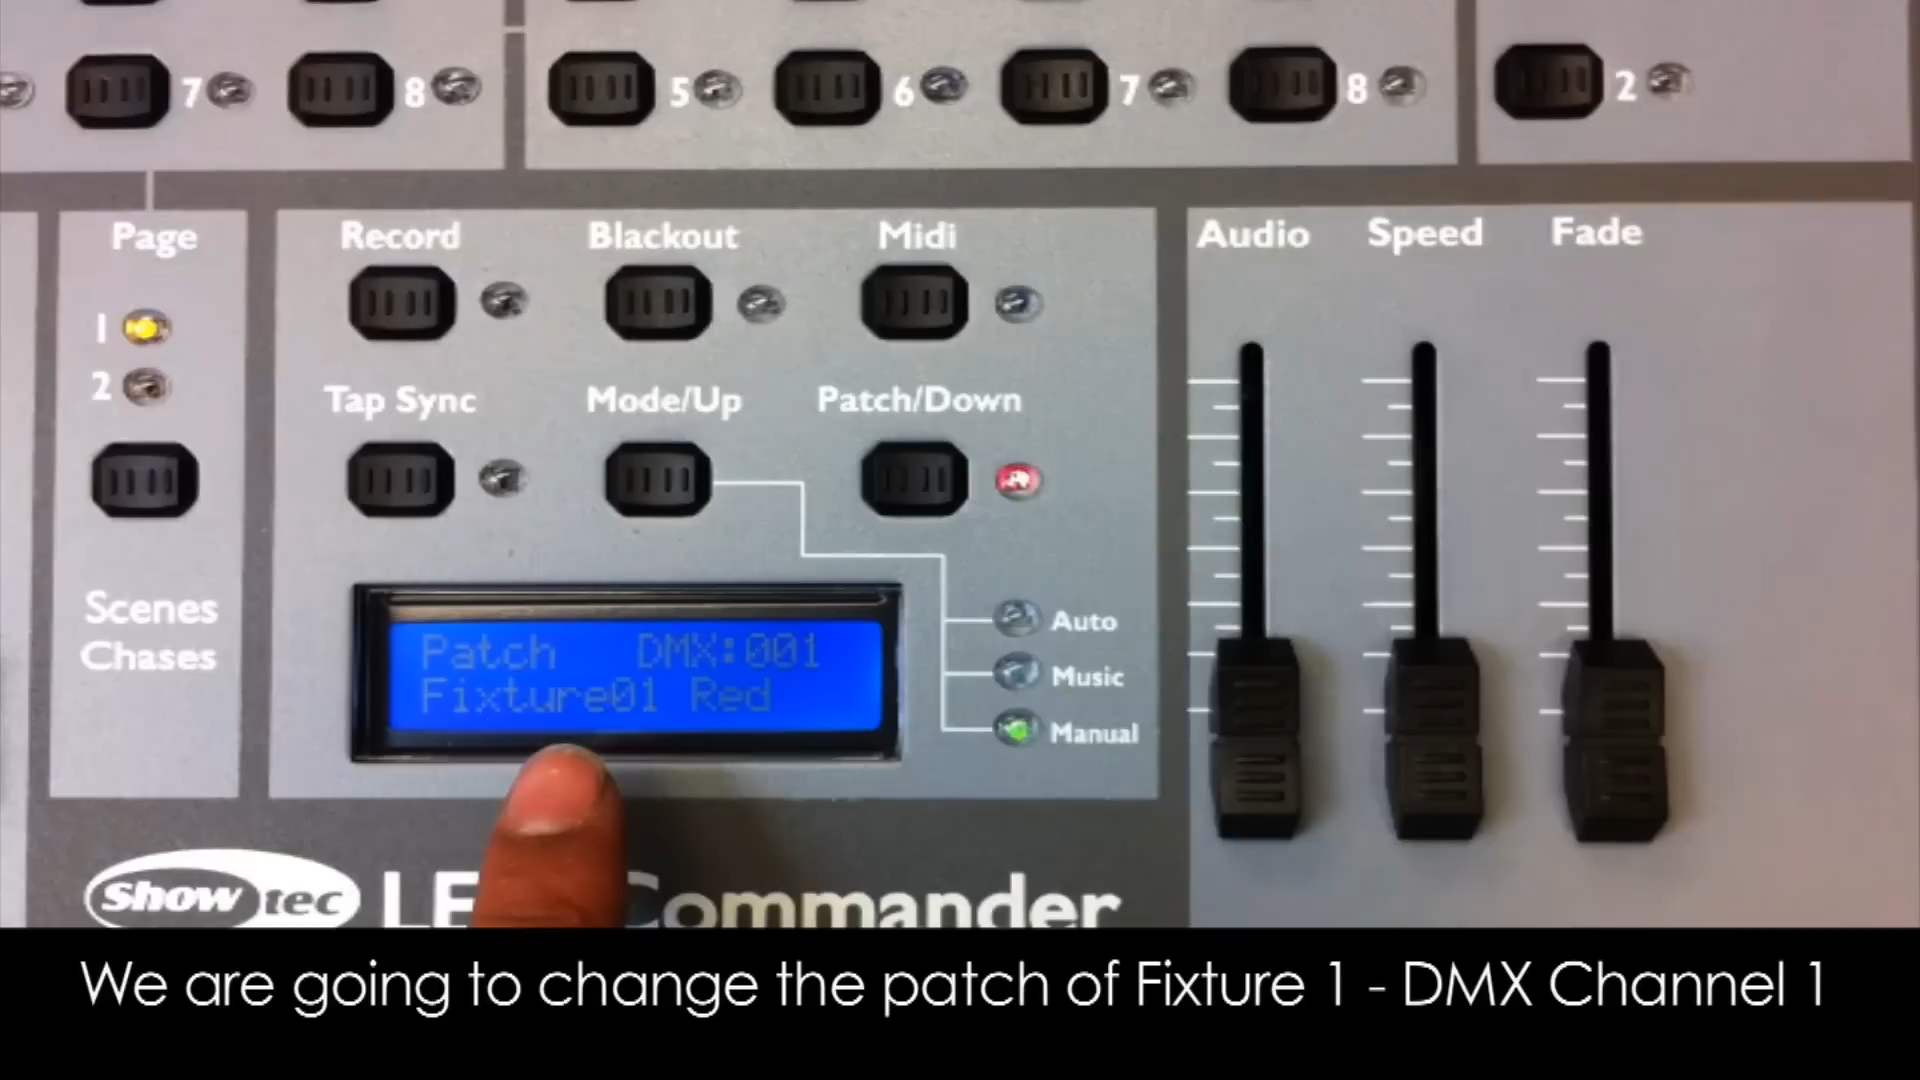 7 8 5 6 7 8 2
Page
Record Blackout Midi
Audio Speed Fade
1
2
Tap Sync Mode/Up Patch/Down
Scenes
Chases
Patch DMX:001
Fixture01 Red
Auto
Music
Manual
Showtec LE Commander
We are going to change the patch of Fixture 1 - DMX Channel 1